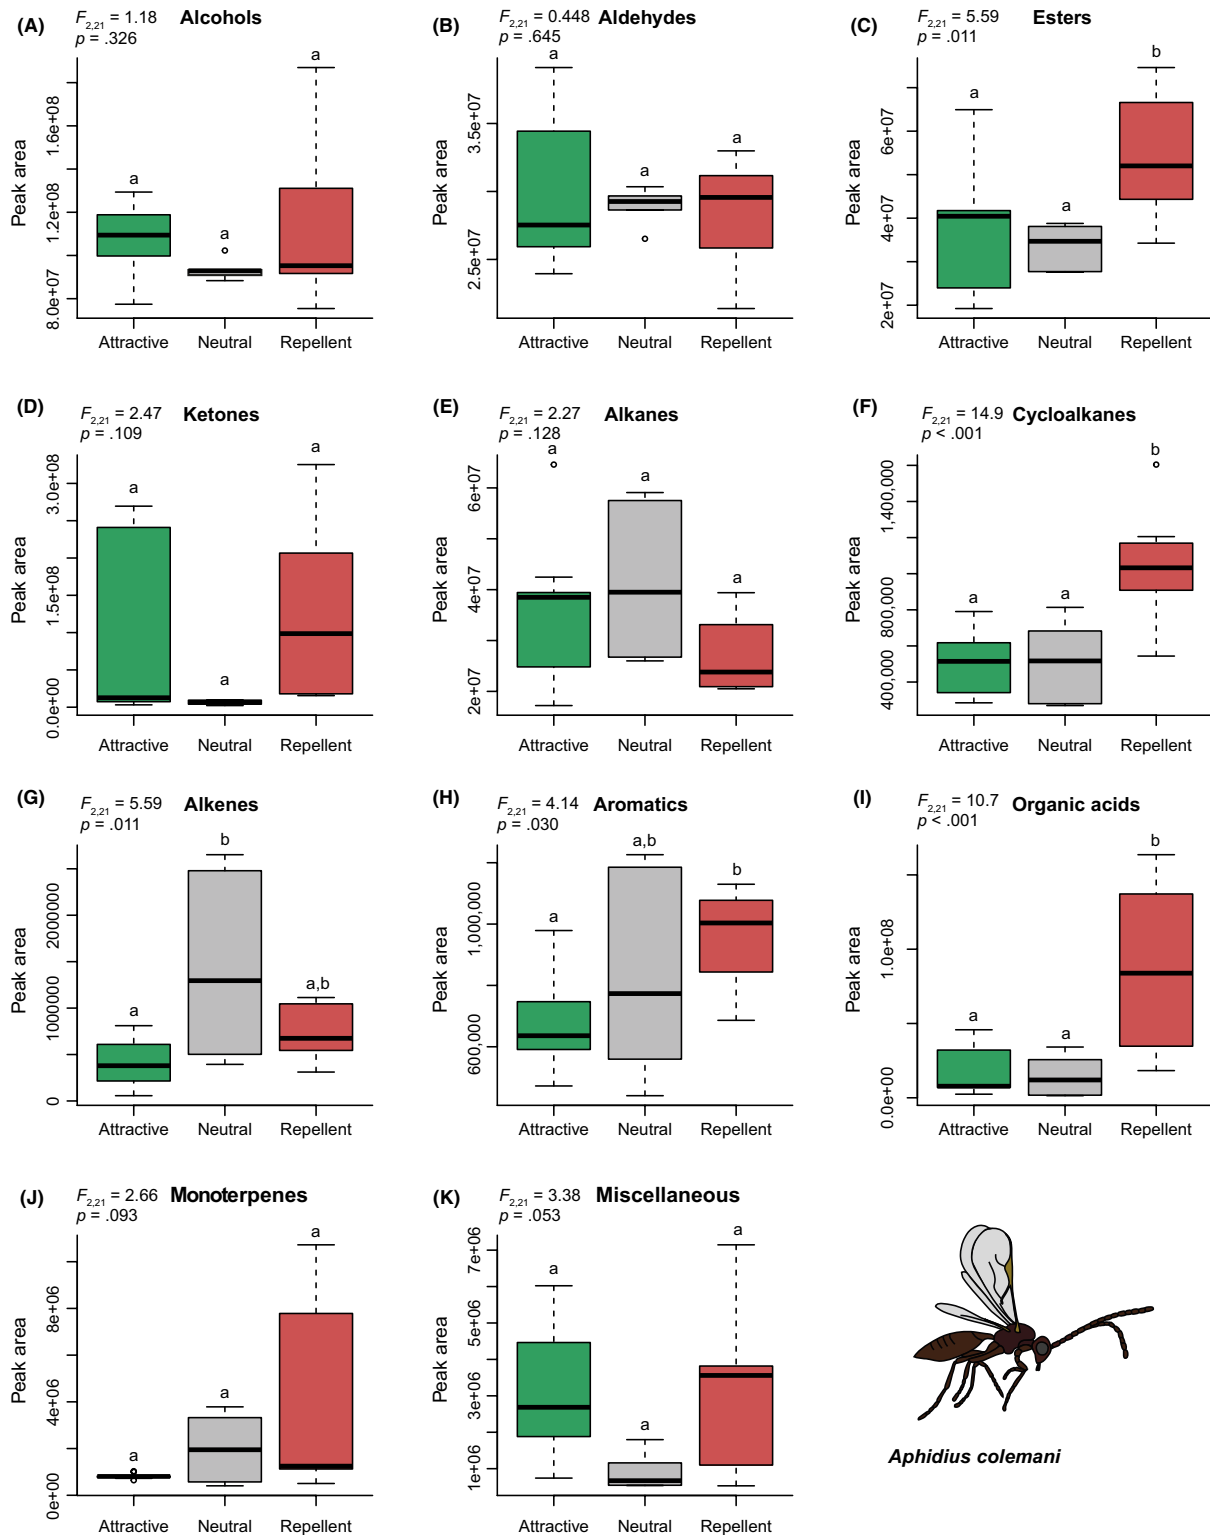 (A) F2,21 = 1.18 Alcohols
p = .326
a
a
a
Peak area
8.0e+07 1.2e+08 1.6e+08
Attractive Neutral Repellent
(B) F2,21 = 0.448 Aldehydes
p = .645
a
a
a
Peak area
2.5e+07 3.5e+07
Attractive Neutral Repellent
(C) F2,21 = 5.59 Esters
p = .011
a
a
b
Peak area
2e+07 4e+07 6e+07
Attractive Neutral Repellent
(D) F2,21 = 2.47 Ketones
p = .109
a
a
a
Peak area
0.0e+00 1.5e+08 3.0e+08
Attractive Neutral Repellent
(E) F2,21 = 2.27 Alkanes
p = .128
a
a
a
Peak area
2e+07 4e+07 6e+07
Attractive Neutral Repellent
(F) F2,21 = 14.9 Cycloalkanes
p < .001
a
a
b
Peak area
400,000 800,000 1,400,000
Attractive Neutral Repellent
(G) F2,21 = 5.59 Alkenes
p = .011
a
b
a,b
Peak area
0 1000000 2000000
Attractive Neutral Repellent
(H) F2,21 = 4.14 Aromatics
p = .030
a
a,b
b
Peak area
600,000 1,000,000
Attractive Neutral Repellent
(I) F2,21 = 10.7 Organic acids
p < .001
a
a
b
Peak area
0.0e+00 1.0e+08
Attractive Neutral Repellent
(J) F2,21 = 2.66 Monoterpenes
p = .093
a
a
a
Peak area
0e+00 4e+06 8e+06
Attractive Neutral Repellent
(K) F2,21 = 3.38 Miscellaneous
p = .053
a
a
a
Peak area
1e+06 3e+06 5e+06 7e+06
Attractive Neutral Repellent
Aphidius colemani